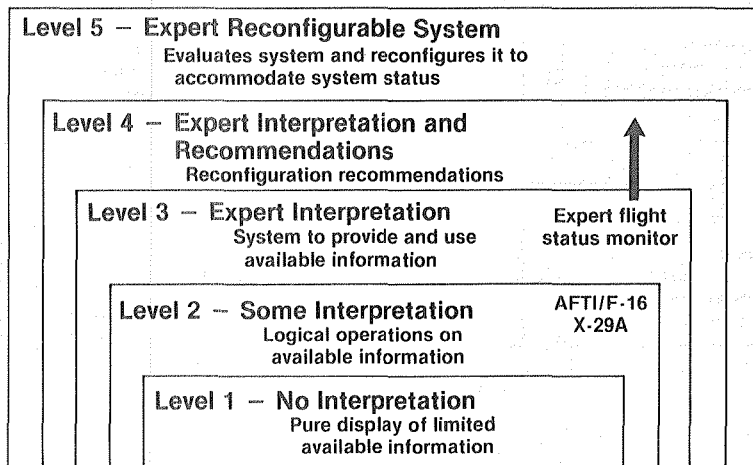 Level 5 – Expert Reconfigurable System
Evaluates system and reconfigures it to
accommodate system status
Level 4 – Expert Interpretation and
Recommendations
Reconfiguration recommendations
Level 3 – Expert Interpretation
System to provide and use
available information
Expert flight
status monitor
Level 2 – Some Interpretation
Logical operations on
available information
AFTI/F-16
X-29A
Level 1 – No Interpretation
Pure display of limited
available information